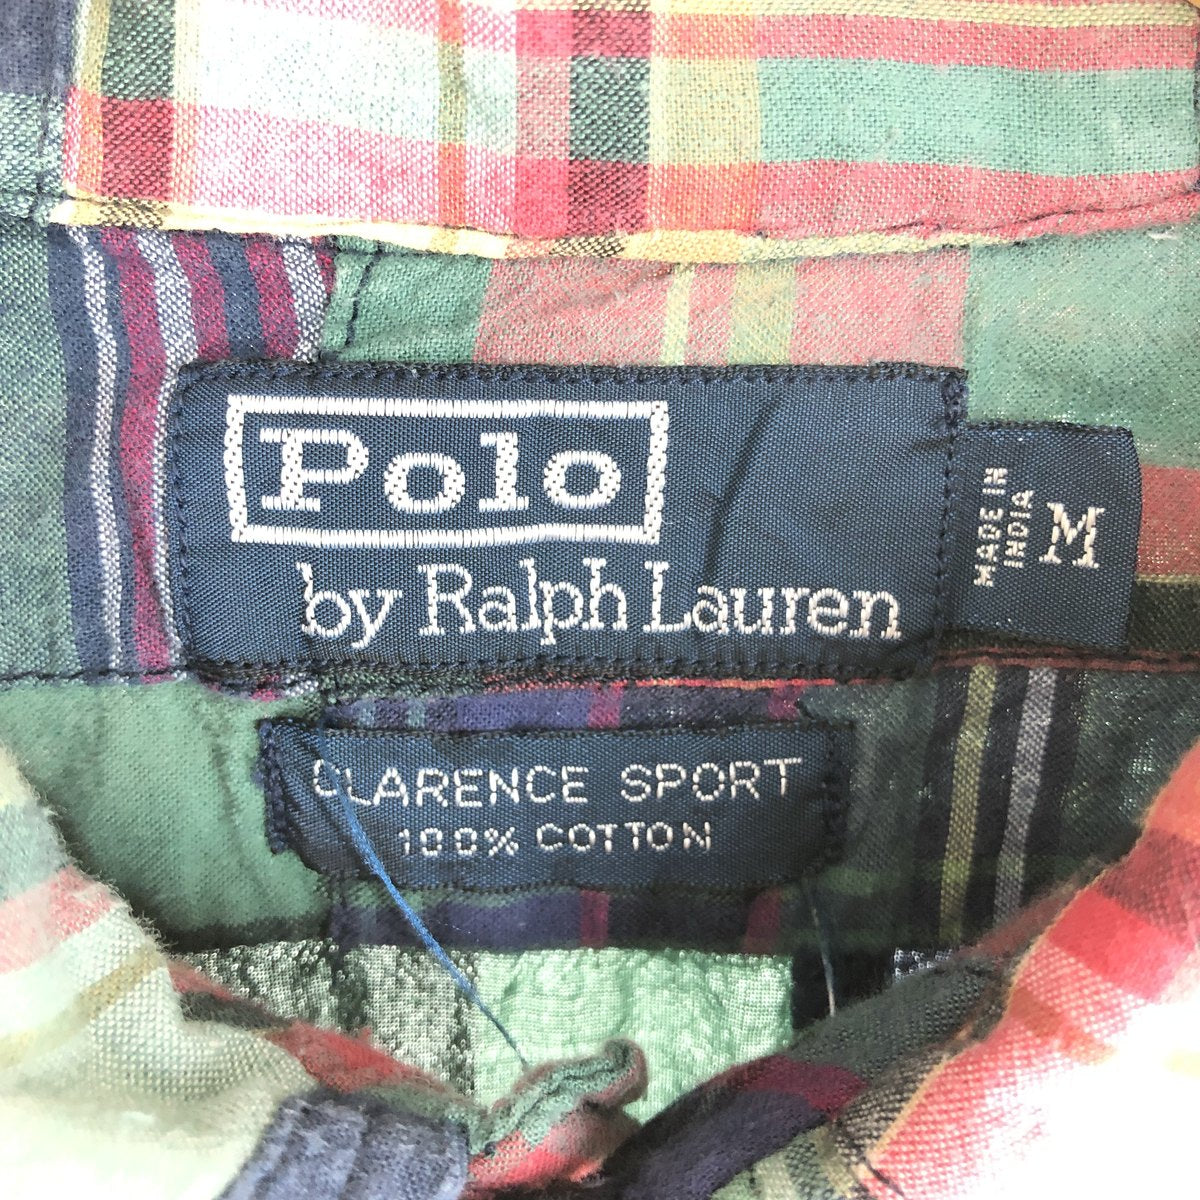 Polo
by Ralph Lauren
MADE IN
INDIA
M
CLARENCE SPORT
100% COTTON